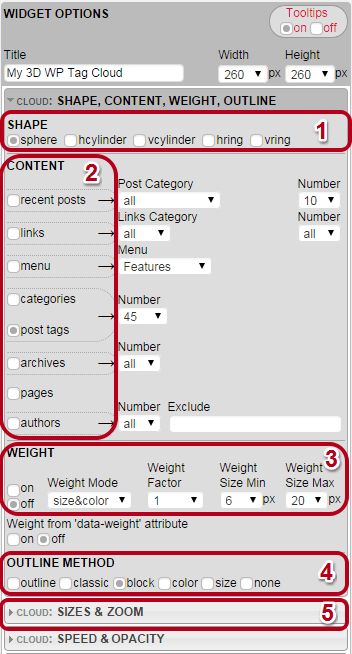 WIDGET OPTIONS
Tooltips
on off
Title Width Height
My 3D WP Tag Cloud 260 px 260 px
CLOUD: SHAPE, CONTENT, WEIGHT, OUTLINE
SHAPE 1
sphere hcylinder vcylinder hring vring
CONTENT 2
Post Category Number
recent posts → all 10
Links Category Number
links → all all
Menu
menu → Features
categories Number
→ 45
post tags
Number
archives → all
pages
Number Exclude
authors → all
WEIGHT 3
Weight Mode Weight Factor Weight Size Min Weight Size Max
on
off size&color 1 6 px 20 px
Weight from 'data-weight' attribute
on off
OUTLINE METHOD 4
outline classic block color size none
CLOUD: SIZES & ZOOM 5
CLOUD: SPEED & OPACITY